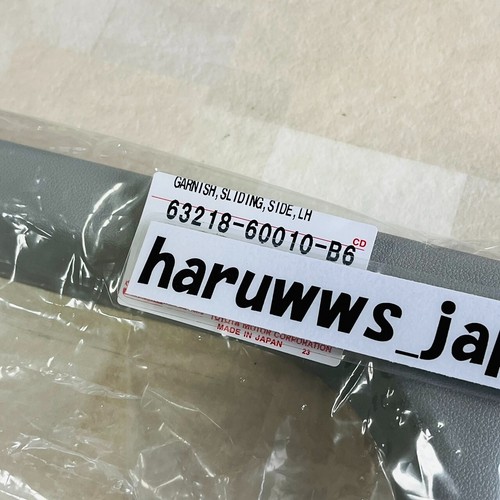 GARNISH, SLIDING, SIDE, LH
63218-60010-B6
CD
haruwws_jap
TOYOTA MOTOR CORPORATION
MADE IN JAPAN
23